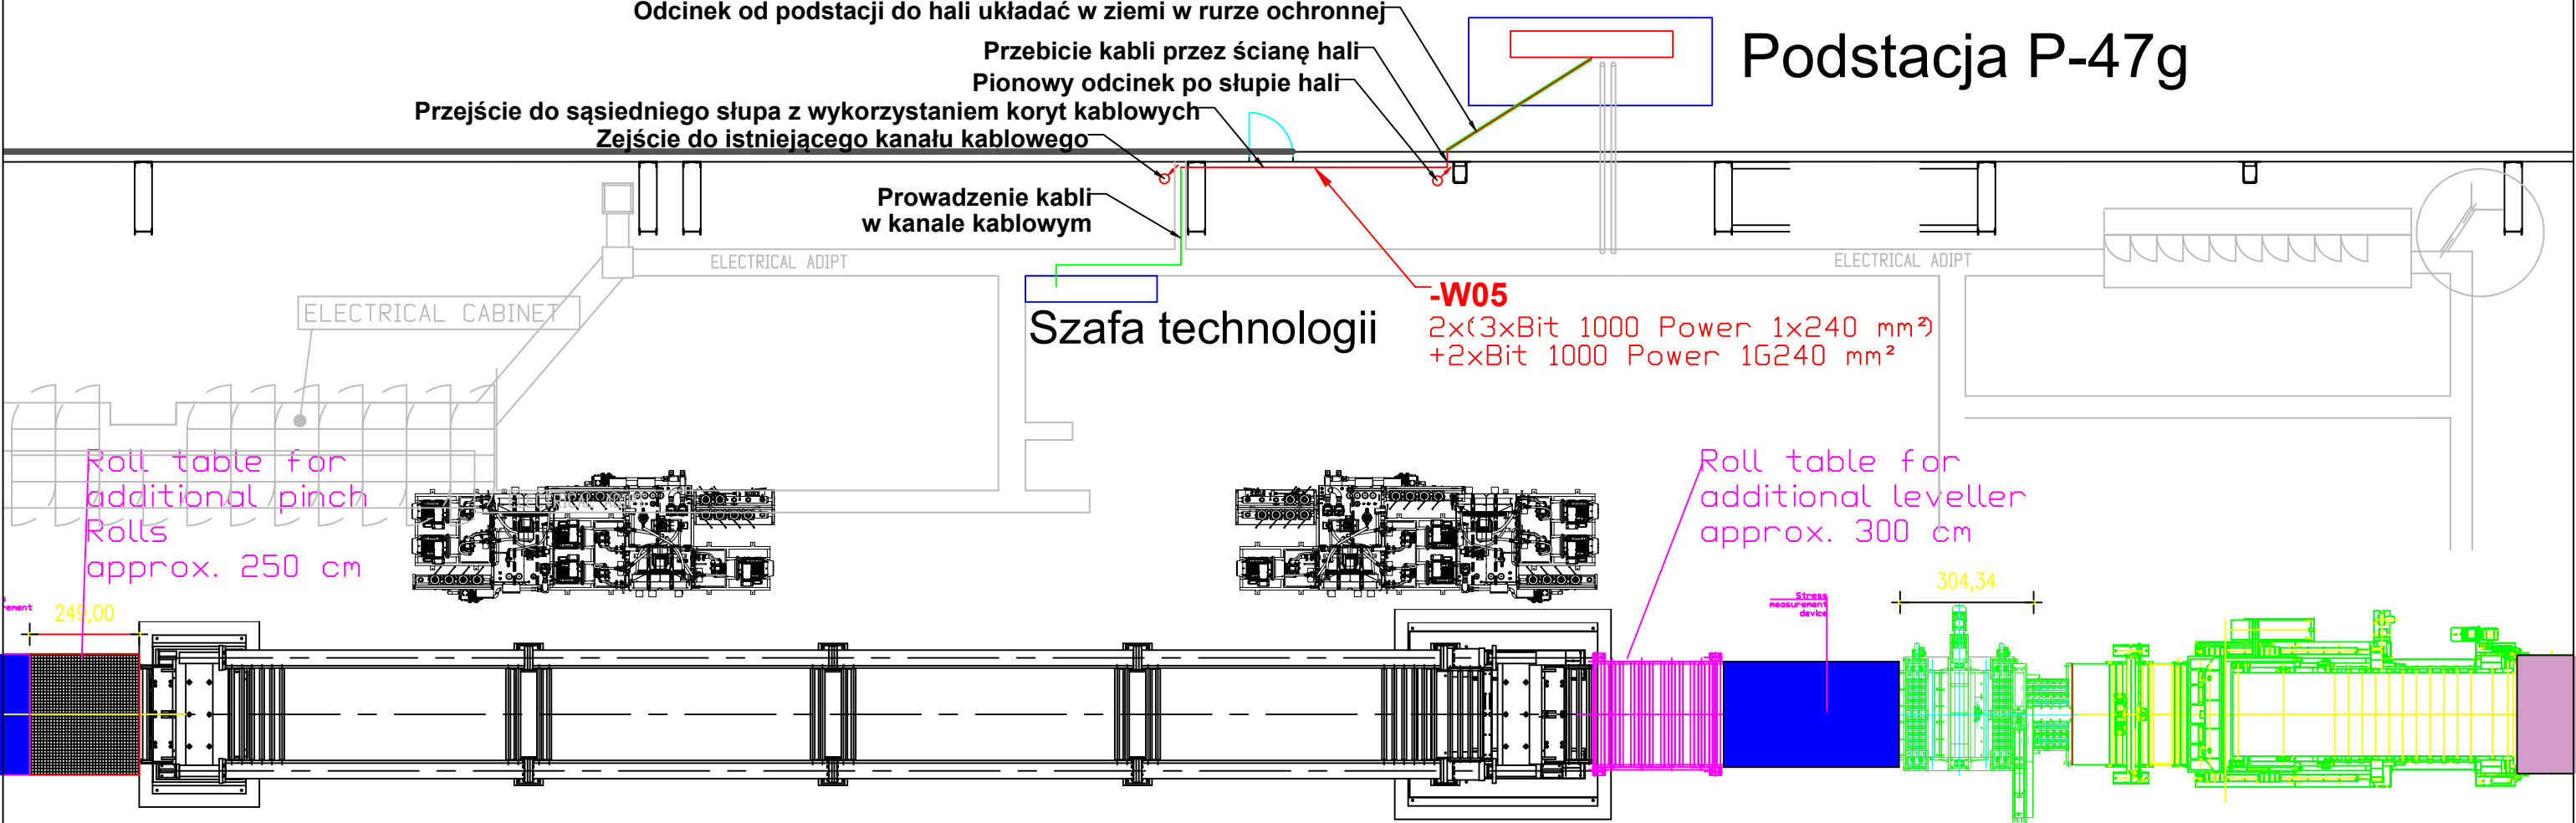 Odcinek od podstacji do hali układać w ziemi w rurze ochronnej
Podstacja P-47g
Przebicie kabli przez ścianę hali
Pionowy odcinek po słupie hali
Przejście do sąsiedniego słupa z wykorzystaniem koryt kablowych
Zejście do istniejącego kanału kablowego
Prowadzenie kabli
w kanale kablowym
ELECTRICAL ADIPT
ELECTRICAL ADIPT
ELECTRICAL CABINET
Szafa technologii
-W05
2x(3xBit 1000 Power 1x240 mm²)
+2xBit 1000 Power 1G240 mm²
Roll table for
additional pinch
Rolls
approx. 250 cm
Roll table for
additional leveller
approx. 300 cm
249,00
304,34
Stress
measurement
device